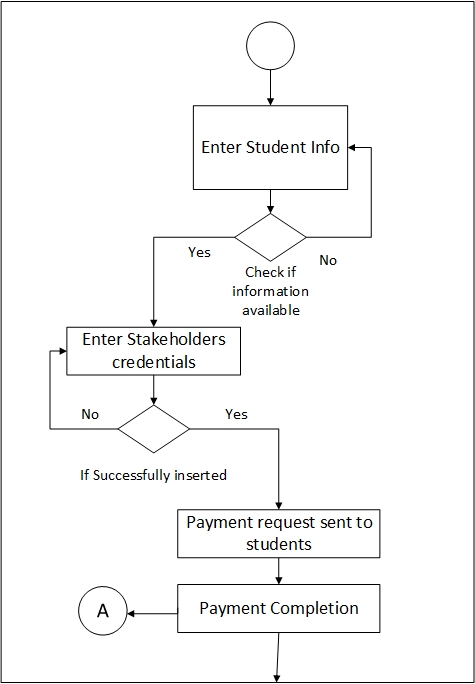 Enter Student Info
Yes
No
Check if
information
available
Enter Stakeholders
credentials
No
Yes
If Successfully inserted
Payment request sent to
students
A
Payment Completion